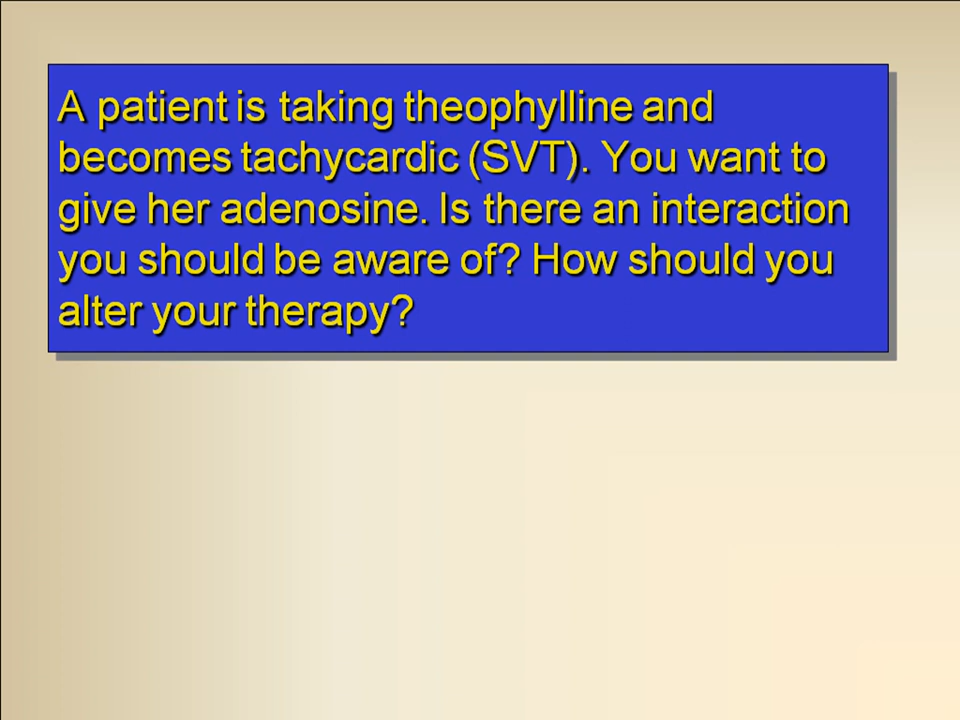 A patient is taking theophylline and
becomes tachycardic (SVT). You want to
give her adenosine. Is there an interaction
you should be aware of? How should you
alter your therapy?